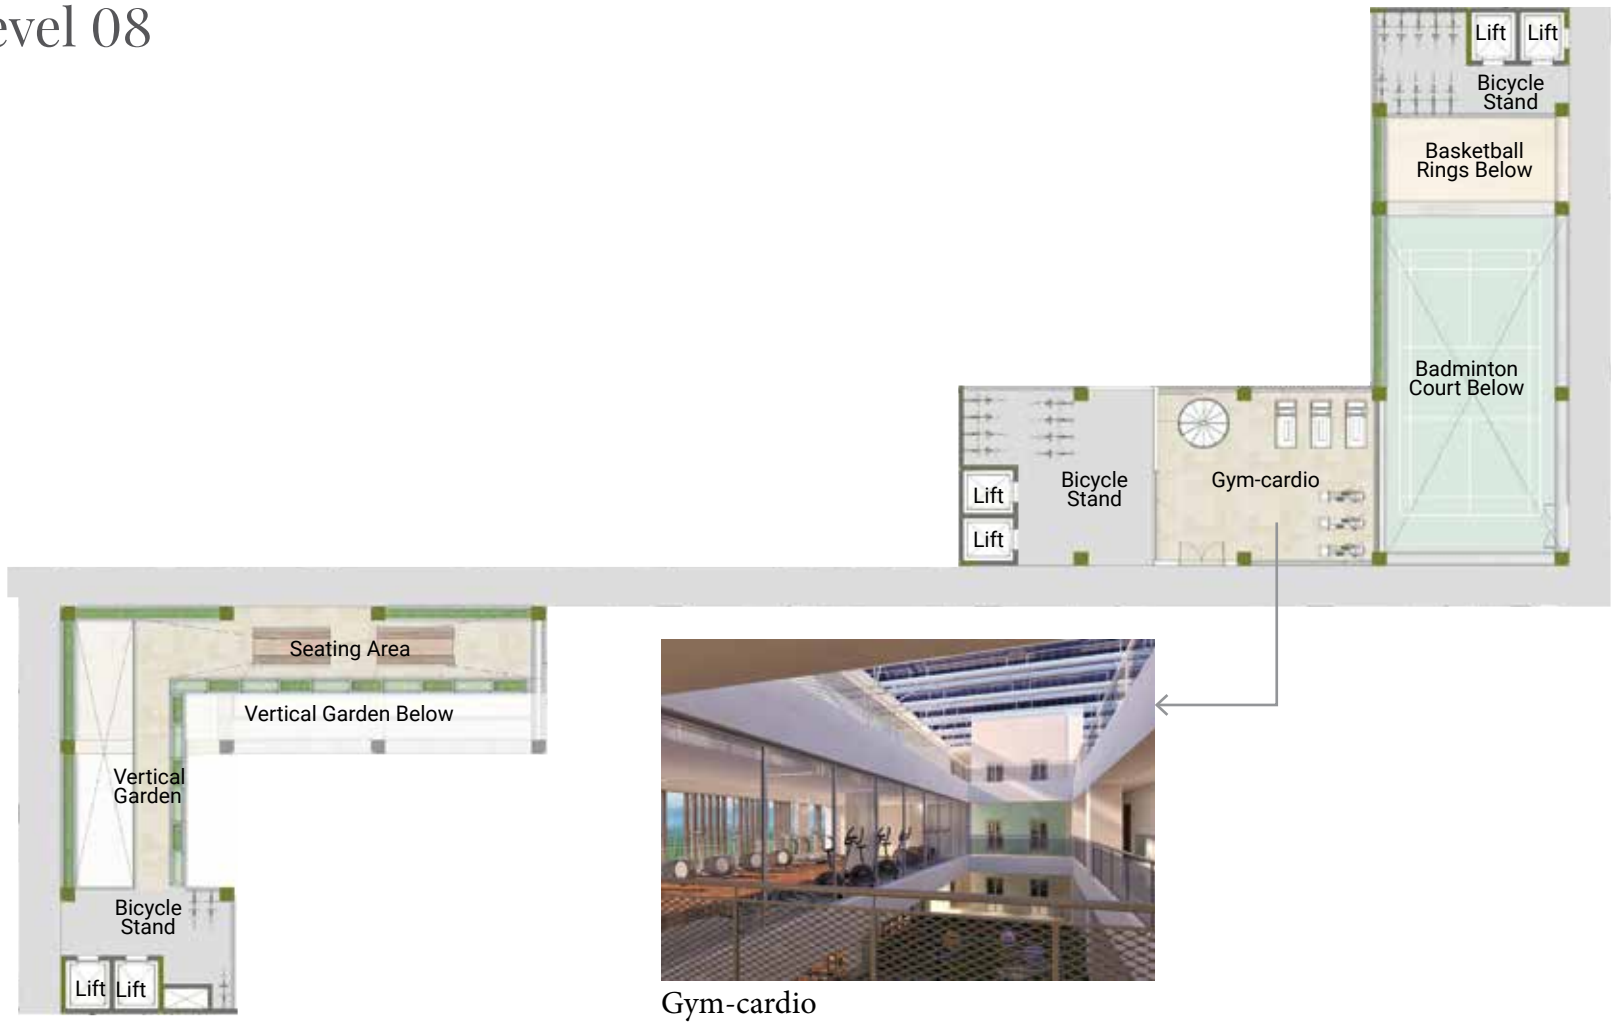 evel 08
Lift Lift
Bicycle
Stand
Basketball
Rings Below
Badminton
Court Below
Bicycle
Stand
Gym-cardio
Lift
Lift
Seating Area
Vertical Garden Below
Vertical
Garden
Bicycle
Stand
Lift Lift
Gym-cardio